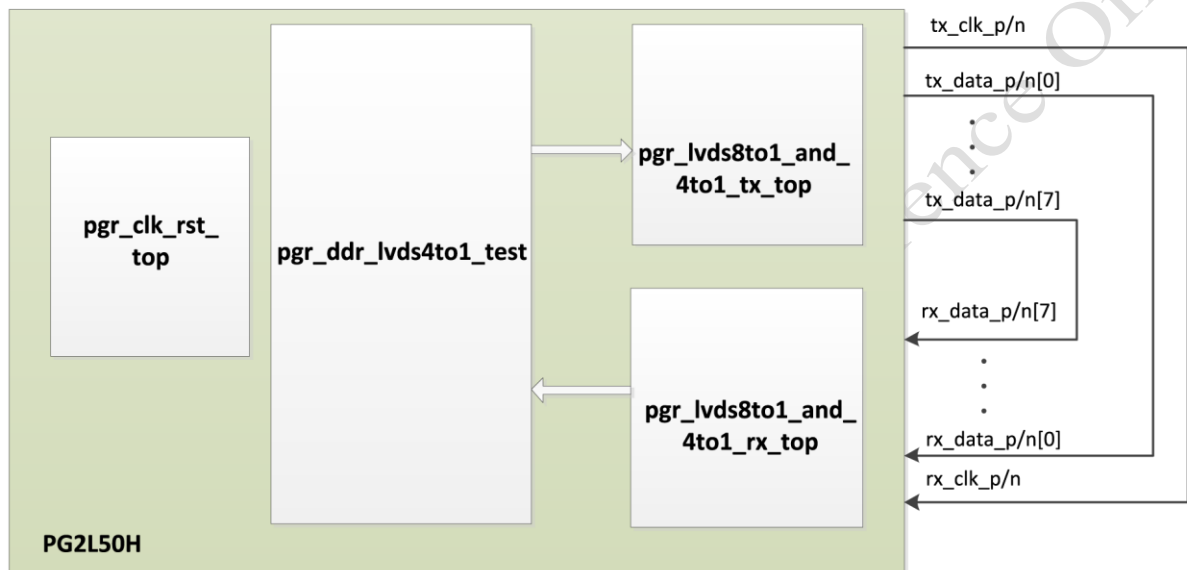 tx_clk_p/n
tx_data_p/n[0]
pgr_lvds8to1_and_
4to1_tx_top
tx_data_p/n[7]
pgr_clk_rst_
top
pgr_ddr_lvds4to1_test
rx_data_p/n[7]
pgr_lvds8to1_and_
4to1_rx_top
rx_data_p/n[0]
rx_clk_p/n
PG2L50H